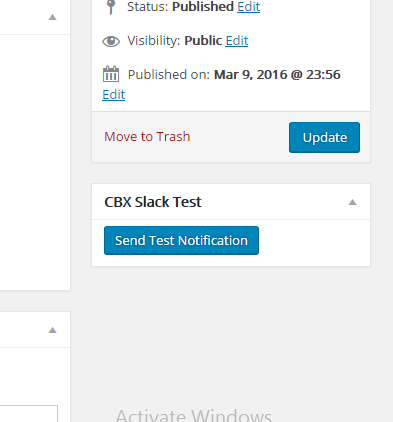 Status: Published Edit
Visibility: Public Edit
Published on: Mar 9, 2016 @ 23:56
Edit
Move to Trash
Update
CBX Slack Test
Send Test Notification
Activate Windows